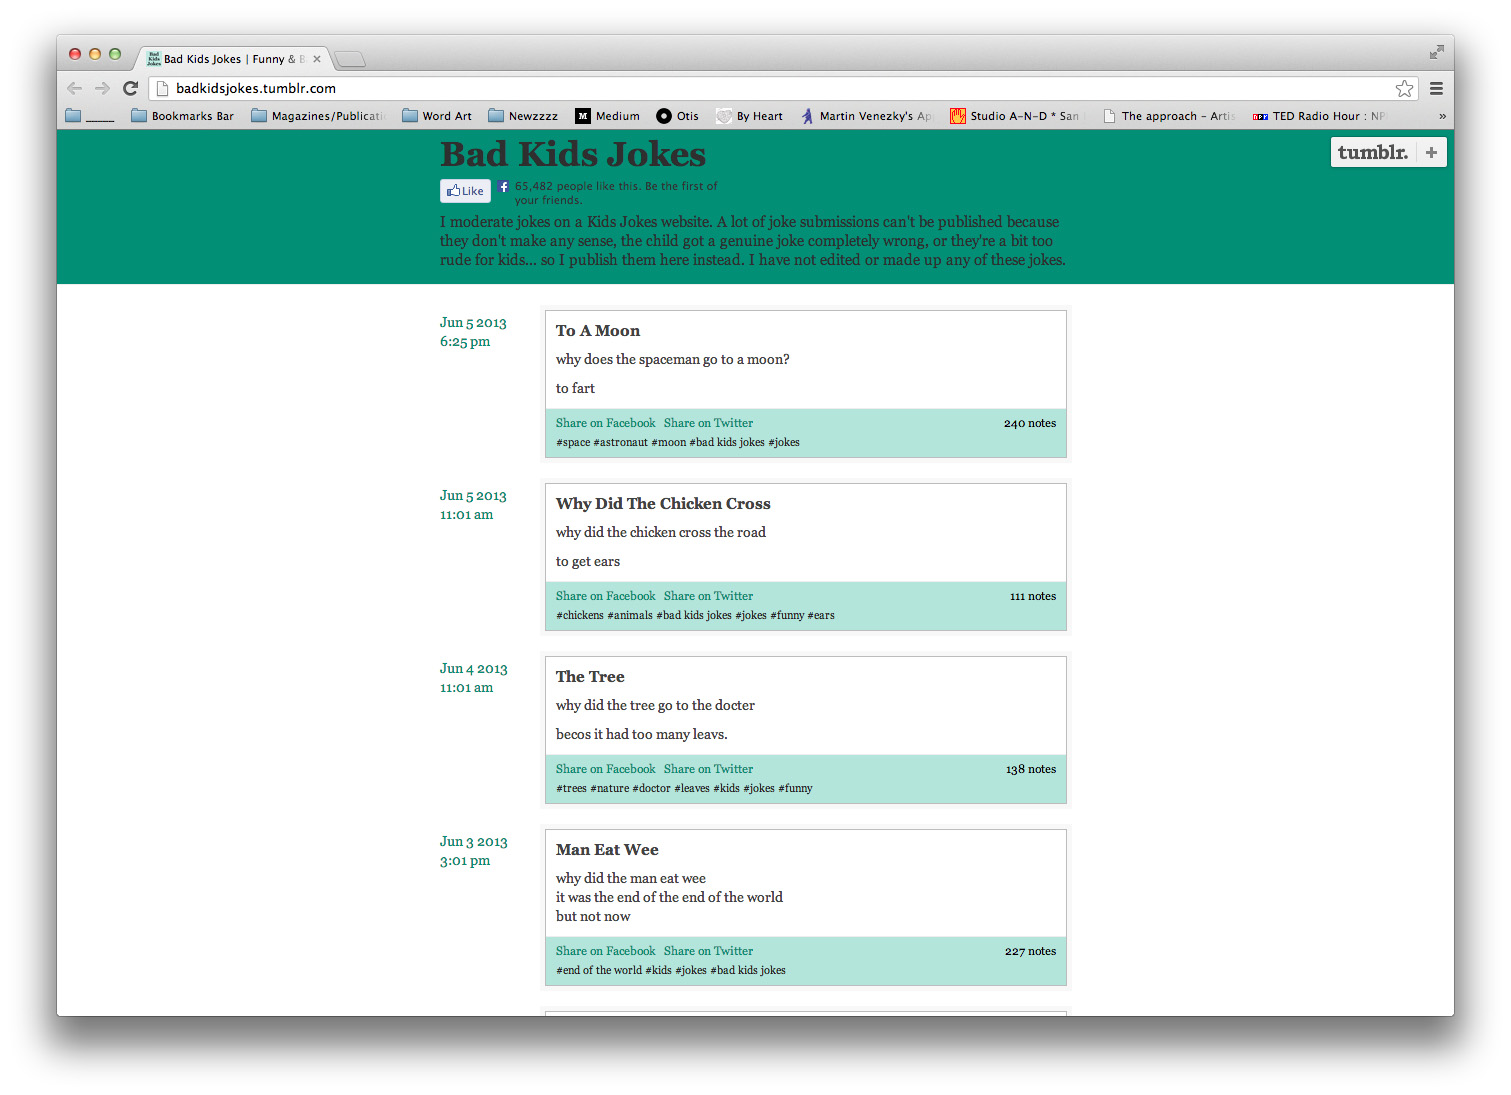 Bad Kids Jokes | Funny & B
badkidsjokes.tumblr.com
Bookmarks Bar Magazines/Publicati Word Art Newzzzz Medium Otis By Heart Martin Venezky's Ap Studio A-N-D * San The approach – Artis TED Radio Hour : NP »
Bad Kids Jokes
tumblr. +
Like 65,482 people like this. Be the first of
your friends.
I moderate jokes on a Kids Jokes website. A lot of joke submissions can't be published because
they don't make any sense, the child got a genuine joke completely wrong, or they're a bit too
rude for kids... so I publish them here instead. I have not edited or made up any of these jokes.
Jun 5 2013
6:25 pm
To A Moon
why does the spaceman go to a moon?
to fart
Share on Facebook Share on Twitter 240 notes
#space #astronaut #moon #bad kids jokes #jokes
Jun 5 2013
11:01 am
Why Did The Chicken Cross
why did the chicken cross the road
to get ears
Share on Facebook Share on Twitter 111 notes
#chickens #animals #bad kids jokes #jokes #funny #ears
Jun 4 2013
11:01 am
The Tree
why did the tree go to the docter
becos it had too many leavs.
Share on Facebook Share on Twitter 138 notes
#trees #nature #doctor #leaves #kids #jokes #funny
Jun 3 2013
3:01 pm
Man Eat Wee
why did the man eat wee
it was the end of the end of the world
but not now
Share on Facebook Share on Twitter 227 notes
#end of the world #kids #jokes #bad kids jokes